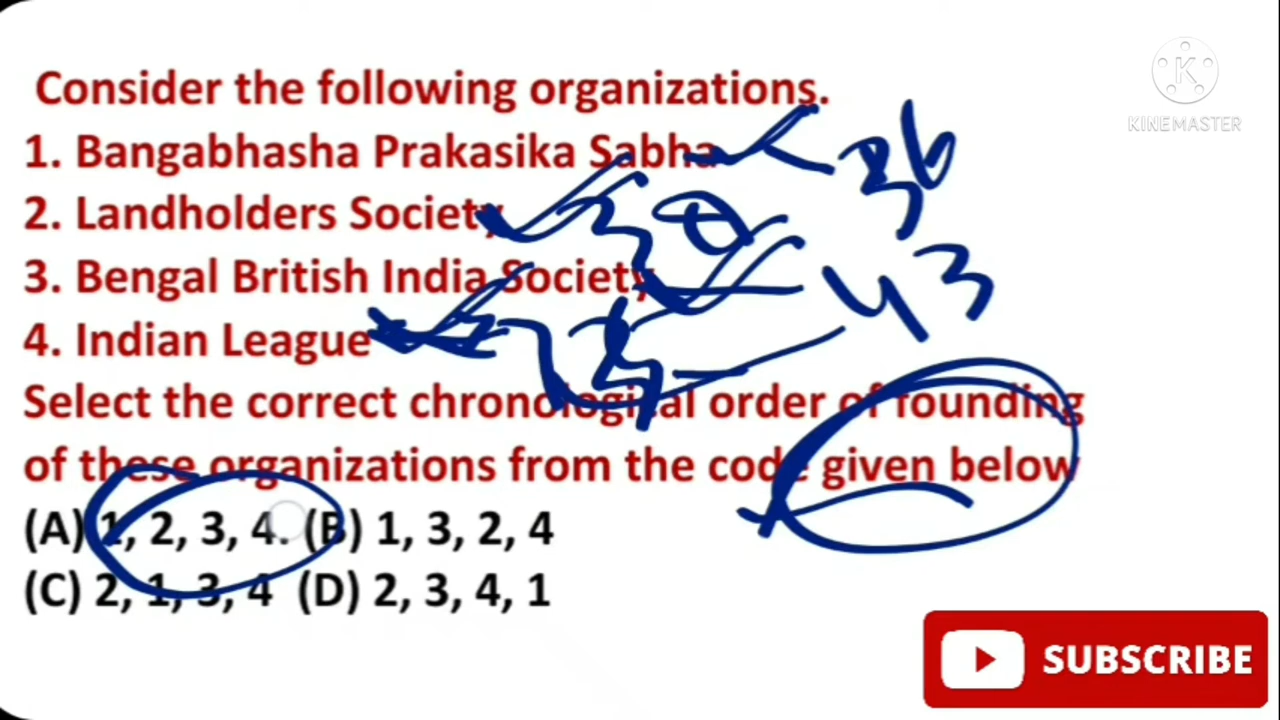 KINEMASTER
Consider the following organizations.
1. Bangabhasha Prakasika Sabha 36
2. Landholders Society
3. Bengal British India Society 43
4. Indian League
Select the correct chronological order of founding
of these organizations from the code given below
(A) 1, 2, 3, 4. (B) 1, 3, 2, 4
(C) 2, 1, 3, 4 (D) 2, 3, 4, 1
SUBSCRIBE